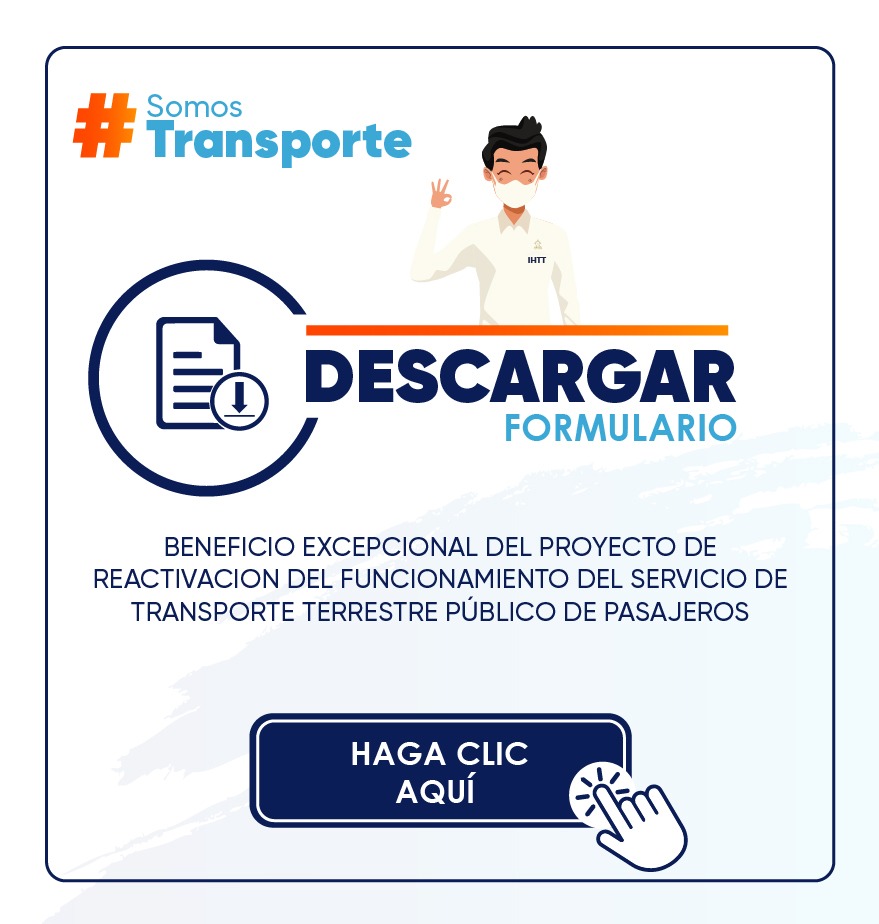 #Somos
Transporte
IHTT
DESCARGAR
FORMULARIO
BENEFICIO EXCEPCIONAL DEL PROYECTO DE
REACTIVACION DEL FUNCIONAMIENTO DEL SERVICIO DE
TRANSPORTE TERRESTRE PÚBLICO DE PASAJEROS
HAGA CLIC
AQUÍ